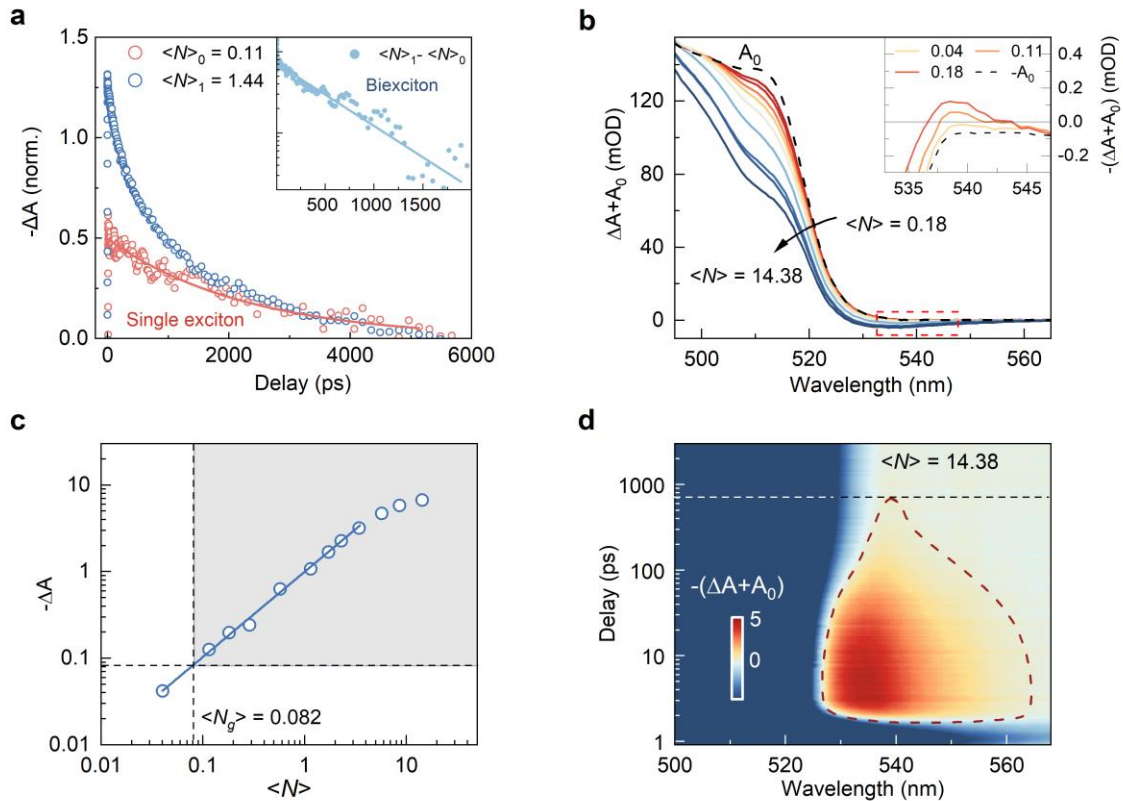 a
1.5
1.0
0.5
0.0
-ΔA (norm.)
<N>₀ = 0.11
<N>₁ = 1.44
<N>₁ - <N>₀
Biexciton
500 1000 1500
Single exciton
0 2000 4000 6000
Delay (ps)
b
120
80
40
0
ΔA+A₀ (mOD)
A₀
0.04 0.11
0.18 -A₀
0.4
0.2
0.0
-0.2
-(ΔA+A₀) (mOD)
535 540 545
<N> = 0.18
<N> = 14.38
500 520 540 560
Wavelength (nm)
c
10
1
0.1
0.01
-ΔA
<N_g> = 0.082
0.01 0.1 1 10
<N>
d
<N> = 14.38
1000
100
10
1
Delay (ps)
-(ΔA+A₀)
5
0
500 520 540 560
Wavelength (nm)